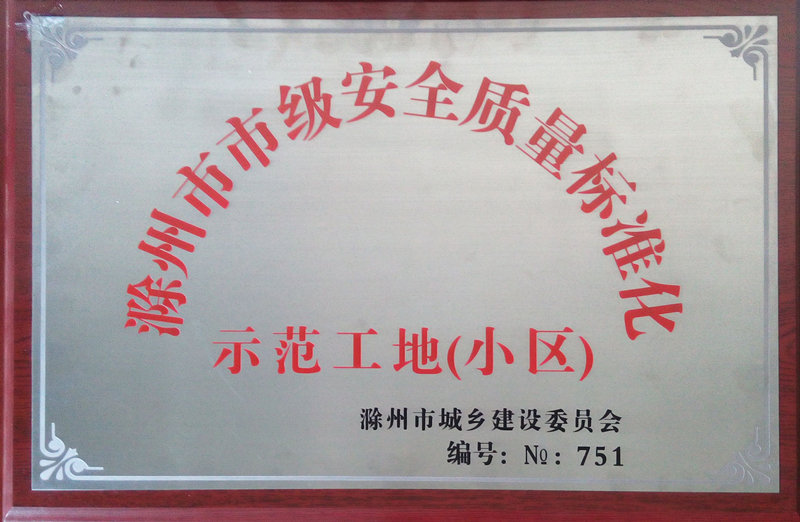 滁州市市级安全质量标准化
示范工地(小区)
滁州市城乡建设委员会
编号：№：751